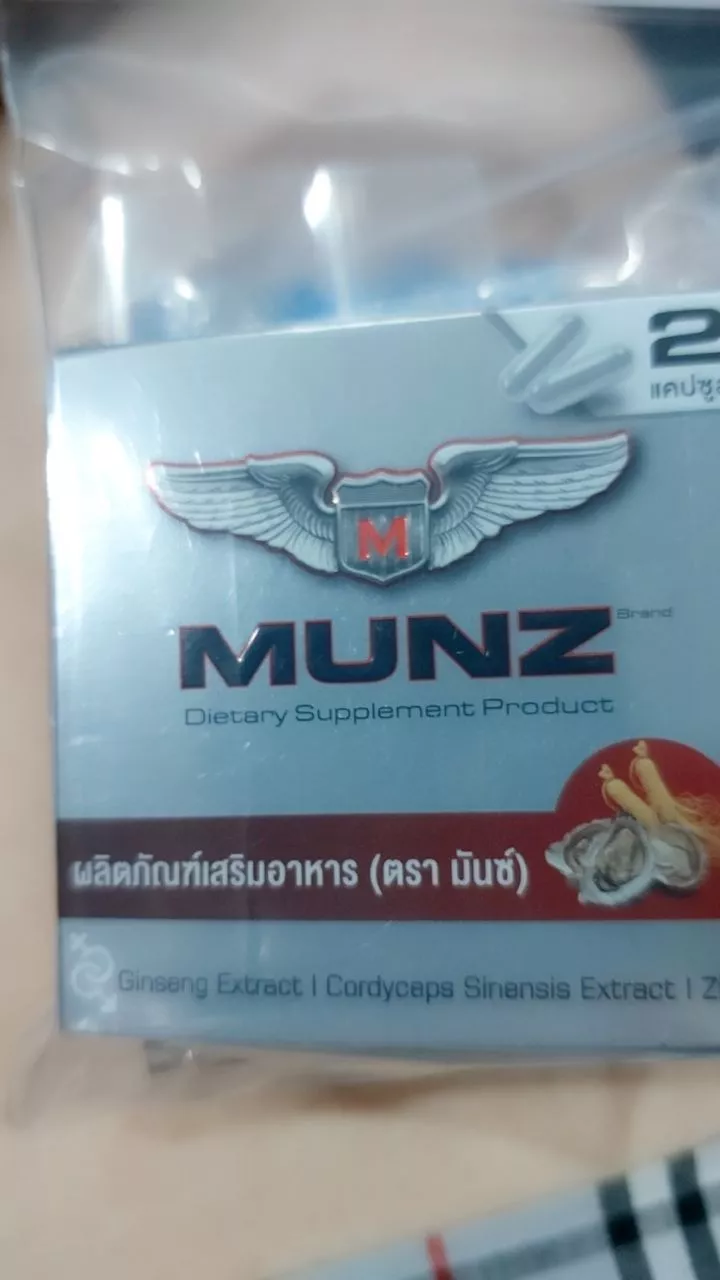 2
แคปซูล
M
MUNZ
Brand
Dietary Supplement Product
ผลิตภัณฑ์เสริมอาหาร (ตรา มันซ์)
Ginseng Extract | Cordyceps Sinensis Extract |